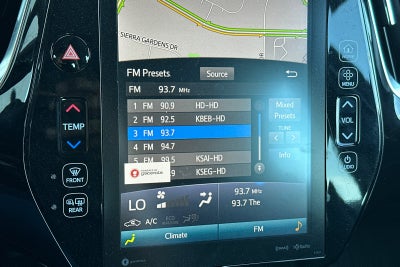 SIERRA GARDENS DR
FM Presets
Source
FM 93.7 MHz
1 FM 90.9 HD-HD
2 FM 92.5 KBEB-HD
3 FM 93.7
4 FM 94.7
5 FM 99.5 KSAI-HD
KSEG-HD
Mixed
Presets
TUNE
Info
TEMP
FRONT
REAR
MENU
VOL
AUDIO
LO
A/C
ECO
93.7 MHz
93.7 The
Climate
FM